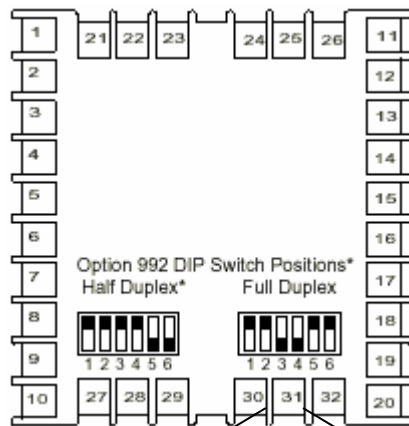 1 21 22 23 24 25 26 11
2 12
3 13
4 14
5 15
6 16
Option 992 DIP Switch Positions*
7 Half Duplex* Full Duplex 17
8 18
9 1 2 3 4 5 6 1 2 3 4 5 6 19
10 27 28 29 30 31 32 20